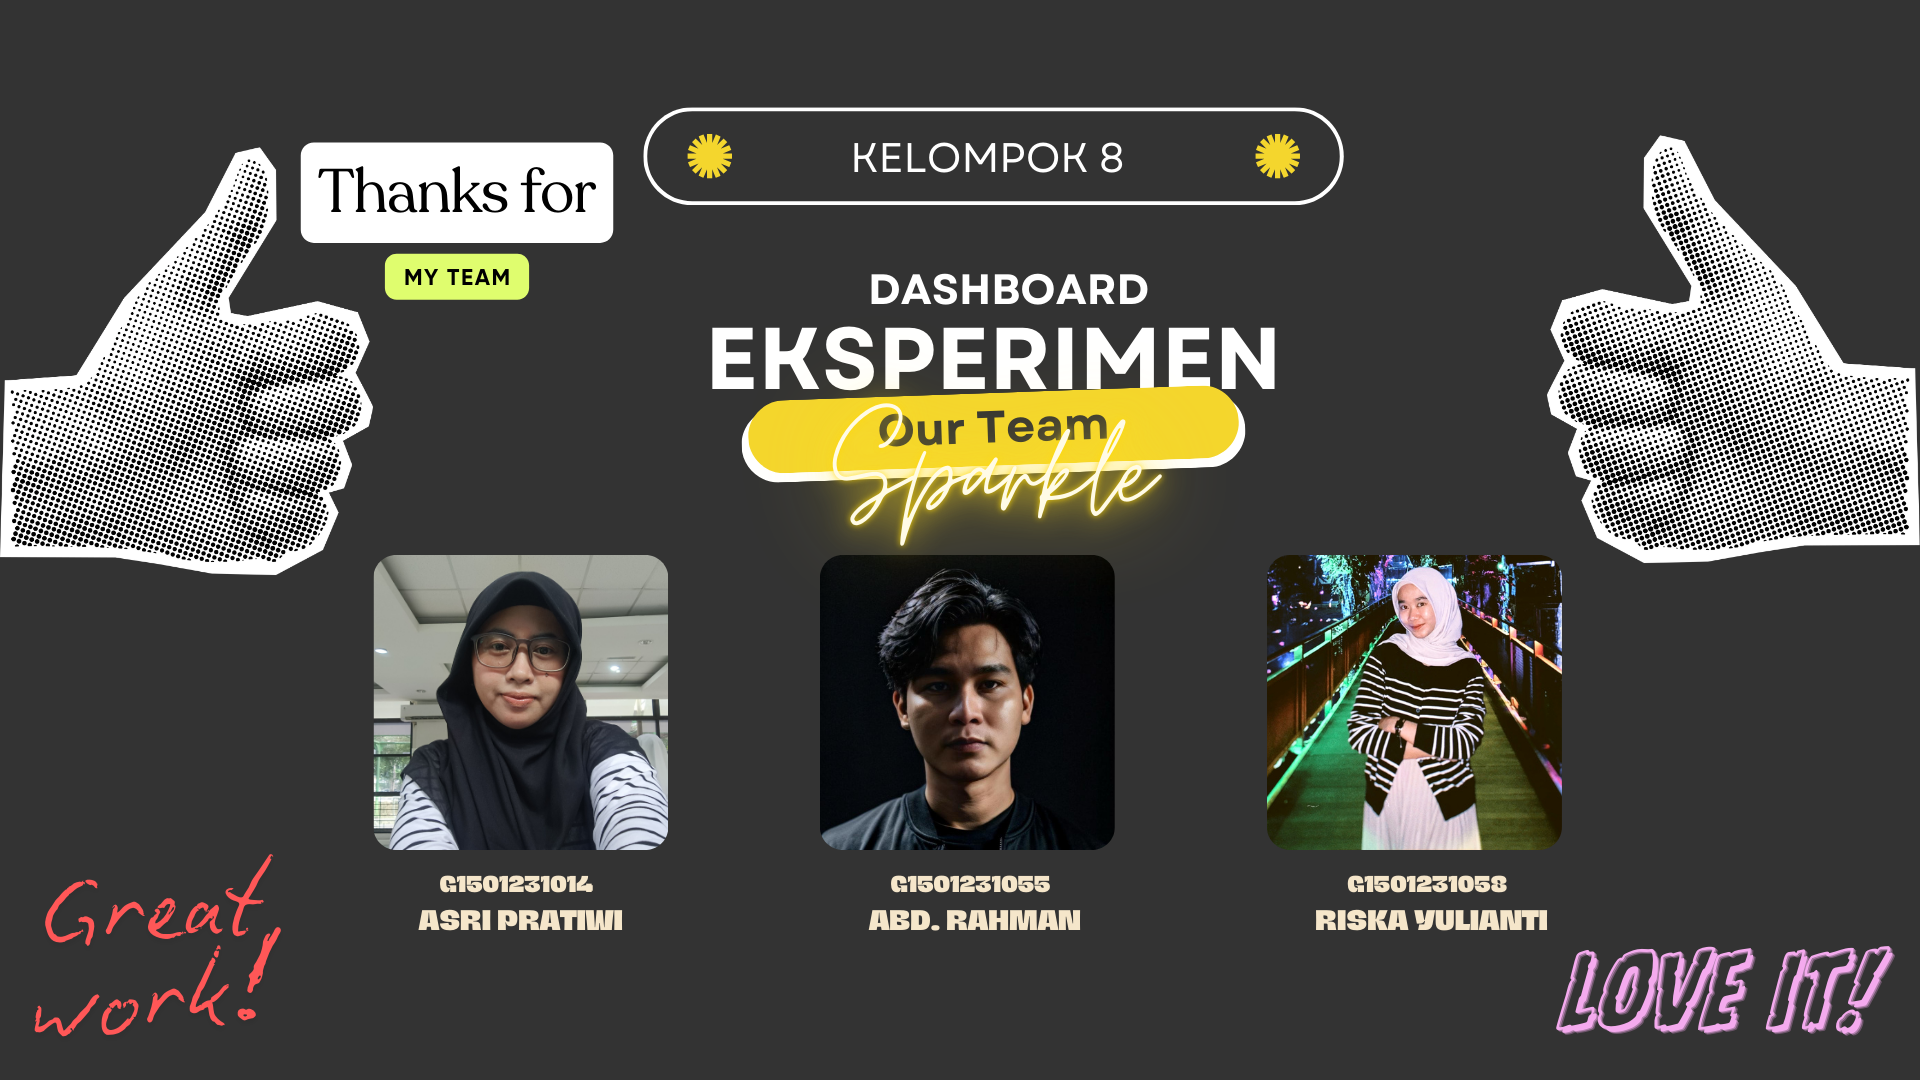 Thanks for
MY TEAM
KELOMPOK 8
DASHBOARD
EKSPERIMEN
Our Team
Sparkle
G1501231014
ASRI PRATIWI
G1501231055
ABD. RAHMAN
G1501231058
RISKA YULIANTI
Great
work!
LOVE IT!